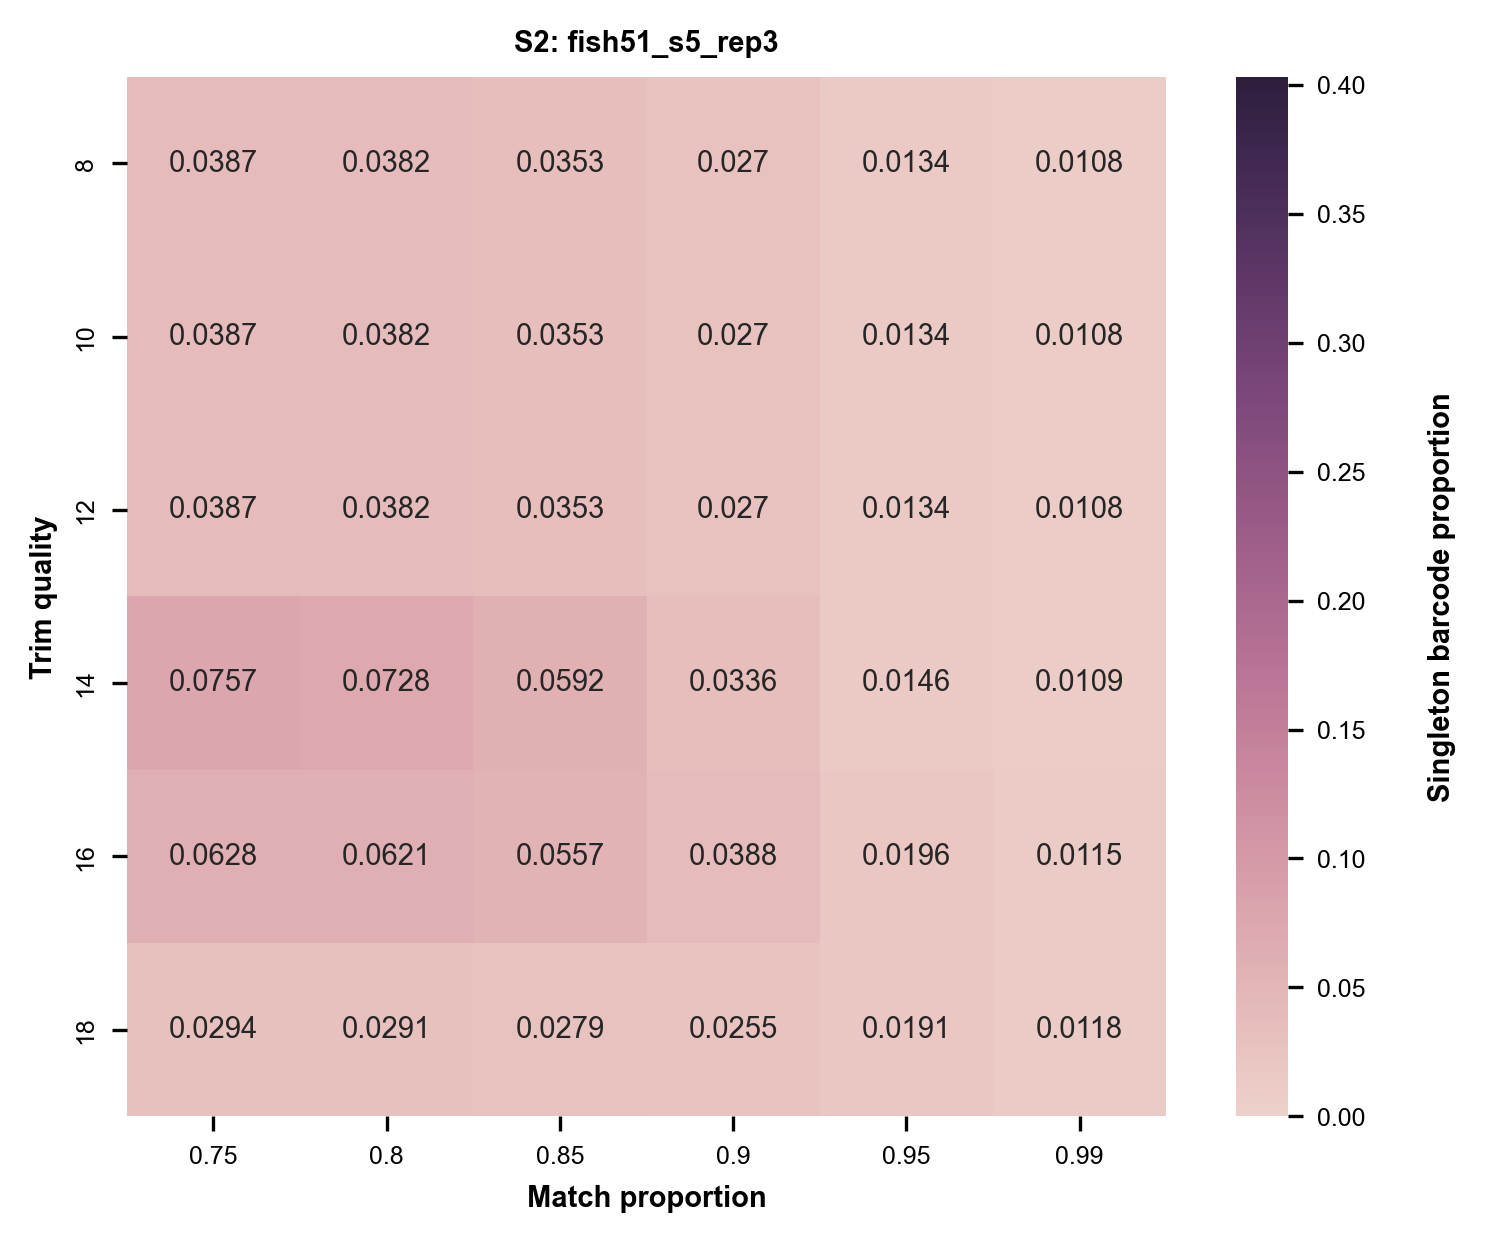 S2: fish51_s5_rep3
Trim quality
8 0.0387 0.0382 0.0353 0.027 0.0134 0.0108
10 0.0387 0.0382 0.0353 0.027 0.0134 0.0108
12 0.0387 0.0382 0.0353 0.027 0.0134 0.0108
14 0.0757 0.0728 0.0592 0.0336 0.0146 0.0109
16 0.0628 0.0621 0.0557 0.0388 0.0196 0.0115
18 0.0294 0.0291 0.0279 0.0255 0.0191 0.0118
0.75 0.8 0.85 0.9 0.95 0.99
Match proportion
0.40
0.35
0.30
0.25
0.20
0.15
0.10
0.05
0.00
Singleton barcode proportion